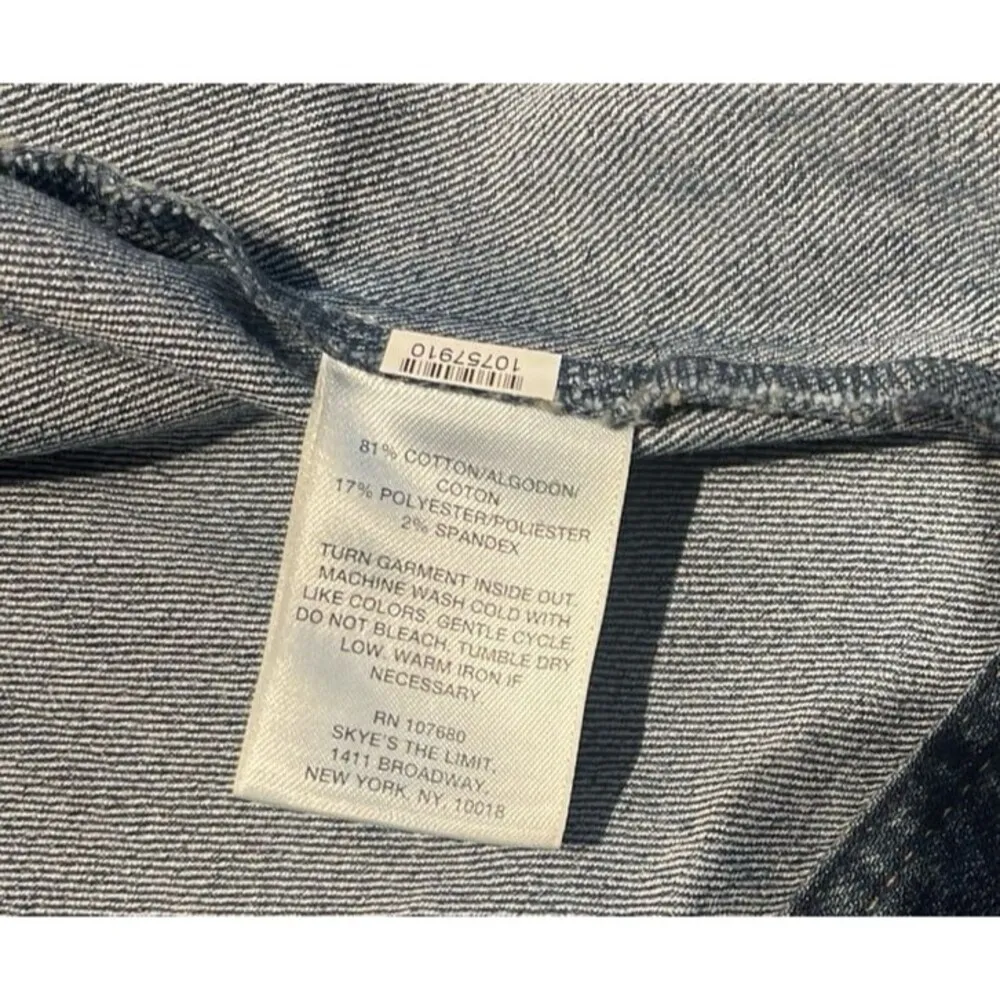 10757910
81% COTTON/ALGODON/
COTON
17% POLYESTER/POLIESTER
2% SPANDEX
TURN GARMENT INSIDE OUT.
MACHINE WASH COLD WITH
LIKE COLORS, GENTLE CYCLE.
DO NOT BLEACH, TUMBLE DRY
LOW. WARM IRON IF
NECESSARY.
RN 107680
SKYE'S THE LIMIT,
1411 BROADWAY,
NEW YORK, NY, 10018